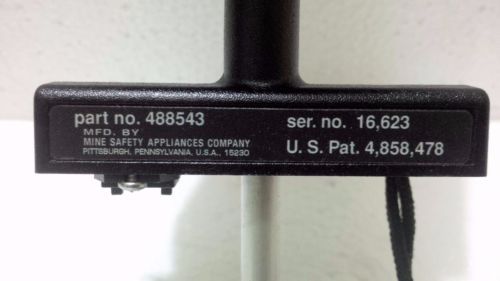 part no. 488543
MFD. BY
MINE SAFETY APPLIANCES COMPANY
PITTSBURGH, PENNSYLVANIA, U.S.A., 15230
ser. no. 16,623
U. S. Pat. 4,858,478